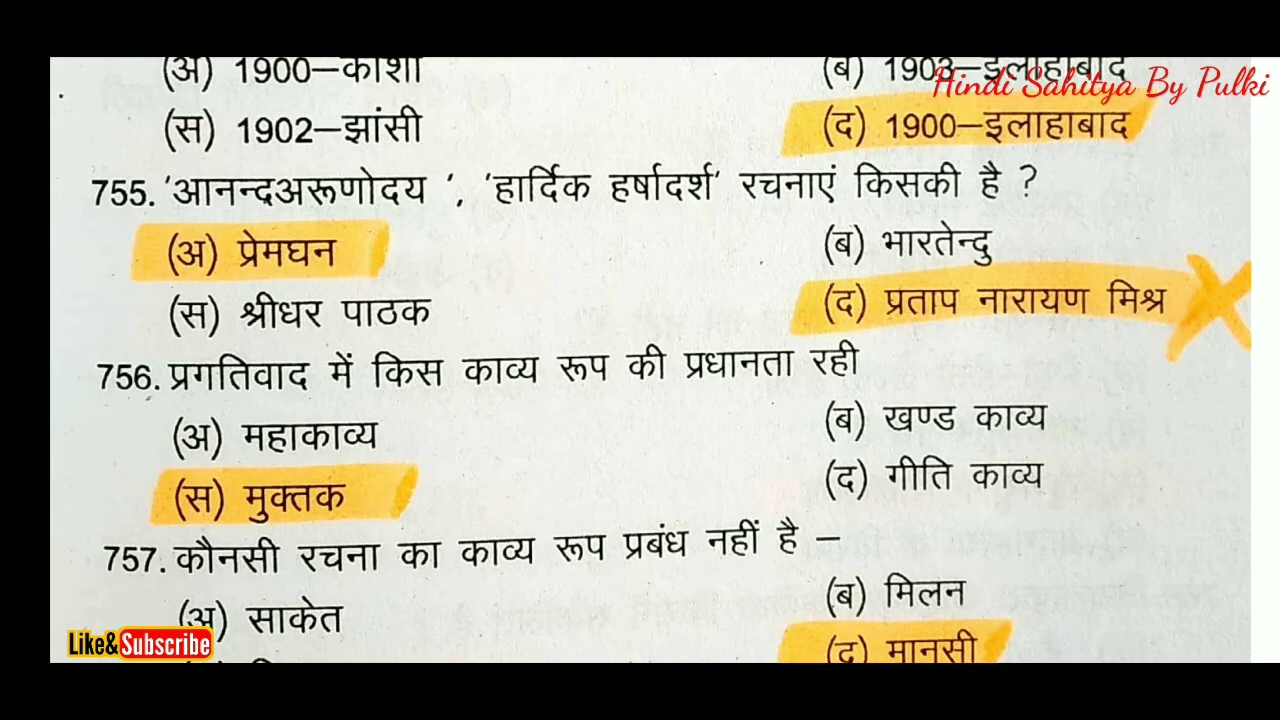 (अ) 1900–काशी
(ब) 1903–इलाहाबाद
Hindi Sahitya By Pulki
(स) 1902–झांसी
(द) 1900–इलाहाबाद
755. 'आनन्दअरूणोदय ', 'हार्दिक हर्षादर्श' रचनाएं किसकी है ?
(अ) प्रेमघन
(ब) भारतेन्दु
(स) श्रीधर पाठक
(द) प्रताप नारायण मिश्र
756. प्रगतिवाद में किस काव्य रूप की प्रधानता रही
(अ) महाकाव्य
(ब) खण्ड काव्य
(स) मुक्तक
(द) गीति काव्य
757. कौनसी रचना का काव्य रूप प्रबंध नहीं है –
(अ) साकेत
(ब) मिलन
Like& Subscribe
(द) मानसी